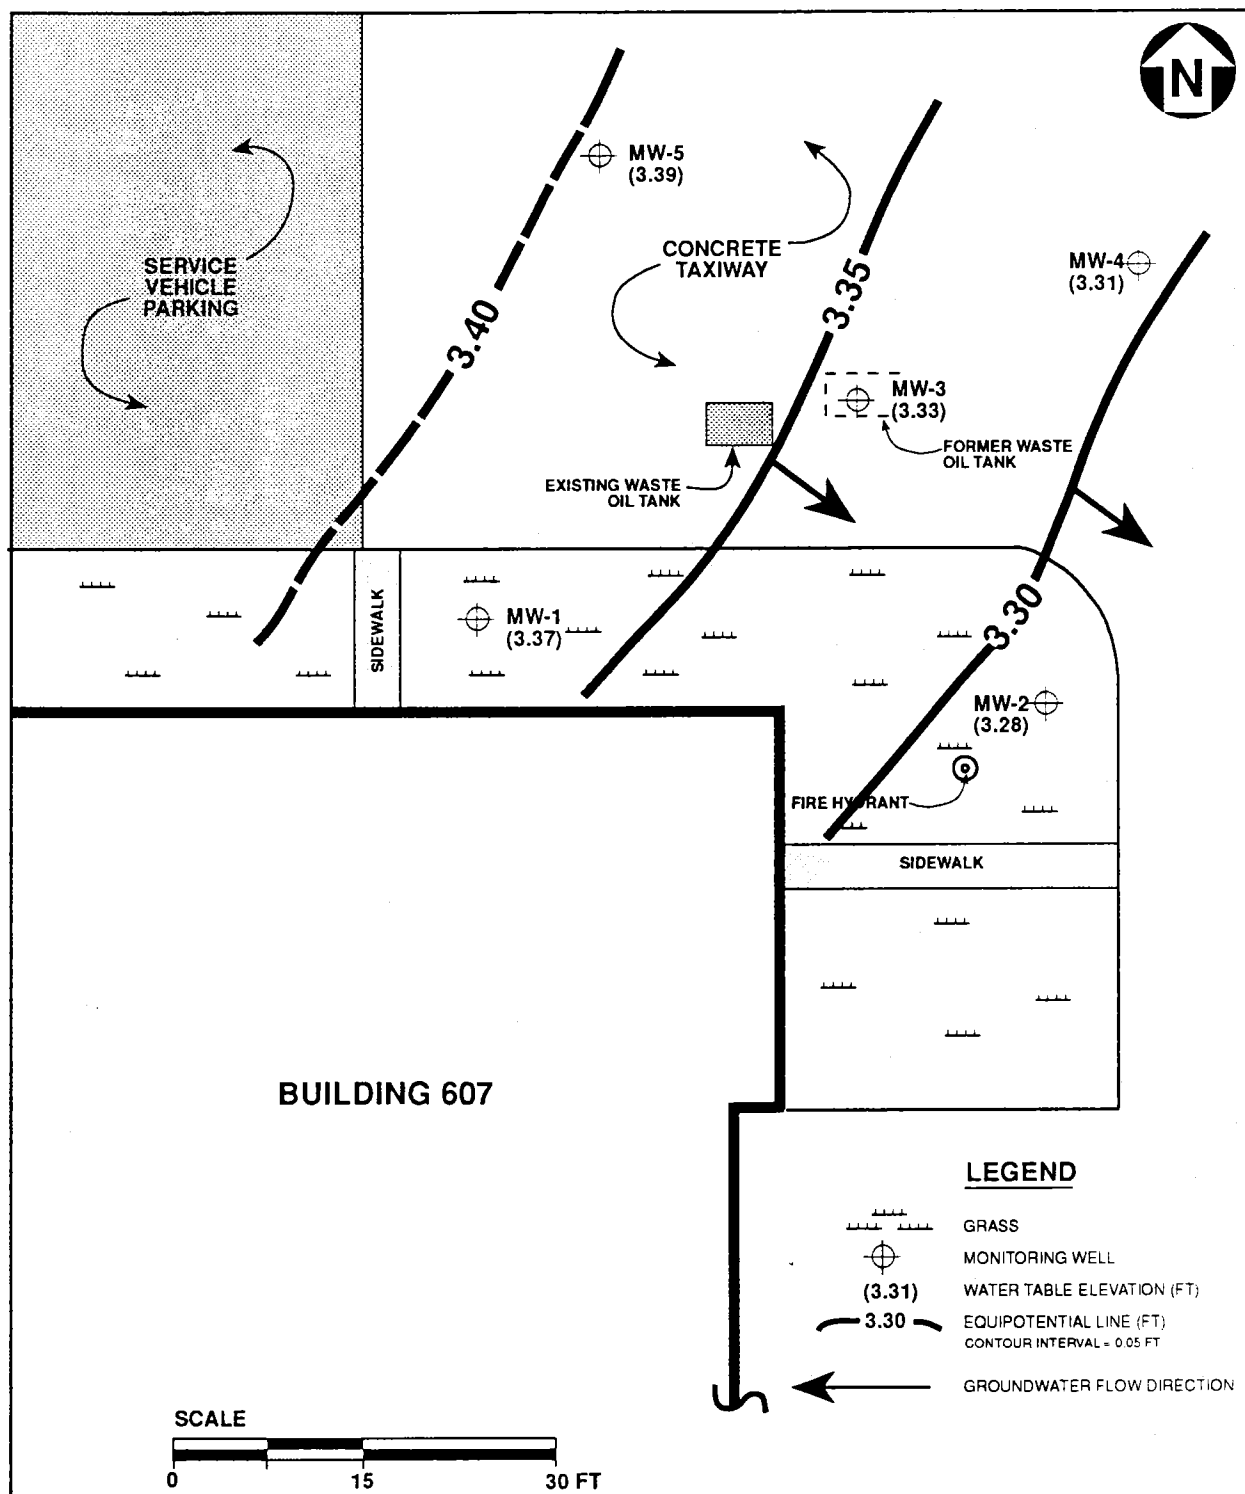 N
MW-5
(3.39)
CONCRETE
TAXIWAY
SERVICE
VEHICLE
PARKING
MW-4
(3.31)
3.35
3.40
MW-3
(3.33)
FORMER WASTE
OIL TANK
EXISTING WASTE
OIL TANK
MW-1
(3.37)
SIDEWALK
3.30
MW-2
(3.28)
FIRE HYDRANT
SIDEWALK
BUILDING 607
LEGEND
GRASS
MONITORING WELL
(3.31) WATER TABLE ELEVATION (FT)
3.30 EQUIPOTENTIAL LINE (FT)
CONTOUR INTERVAL = 0.05 FT
GROUNDWATER FLOW DIRECTION
SCALE
0 15 30 FT